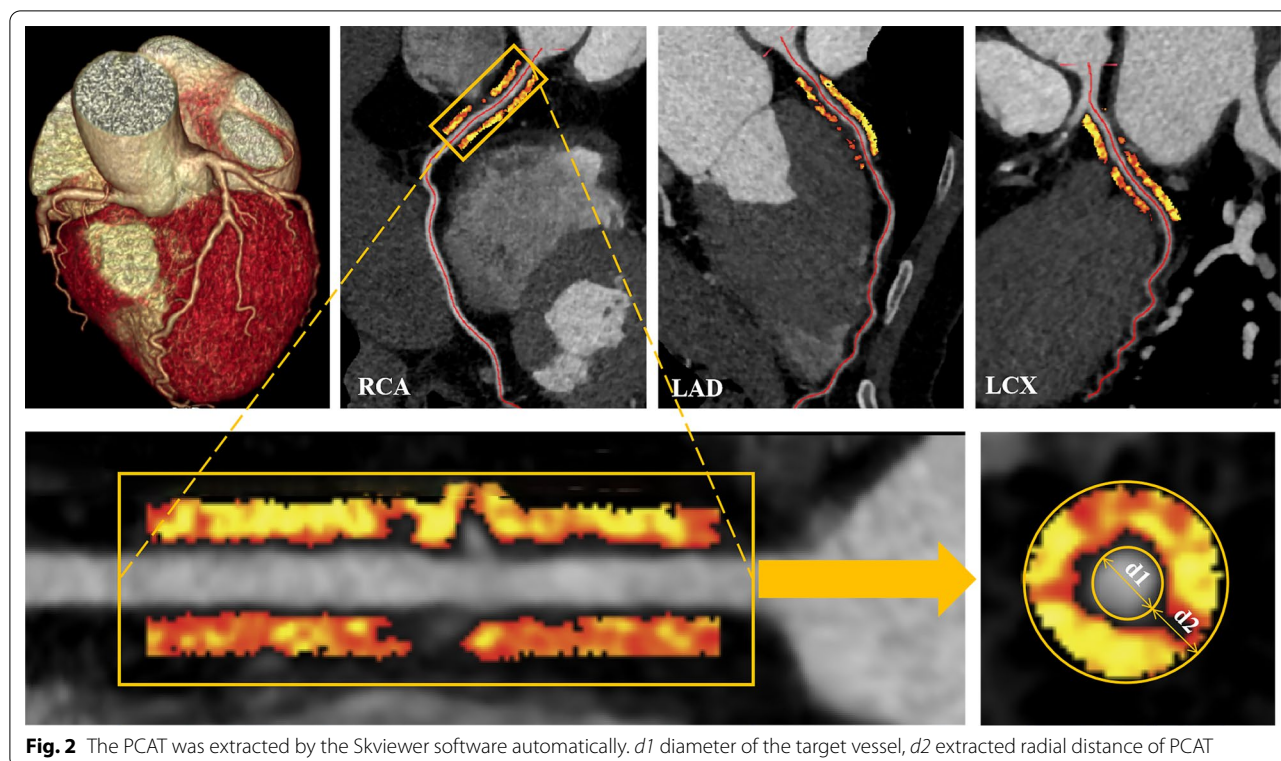 RCA
LAD
LCX
d1
d2
Fig. 2 The PCAT was extracted by the Skviewer software automatically. d1 diameter of the target vessel, d2 extracted radial distance of PCAT